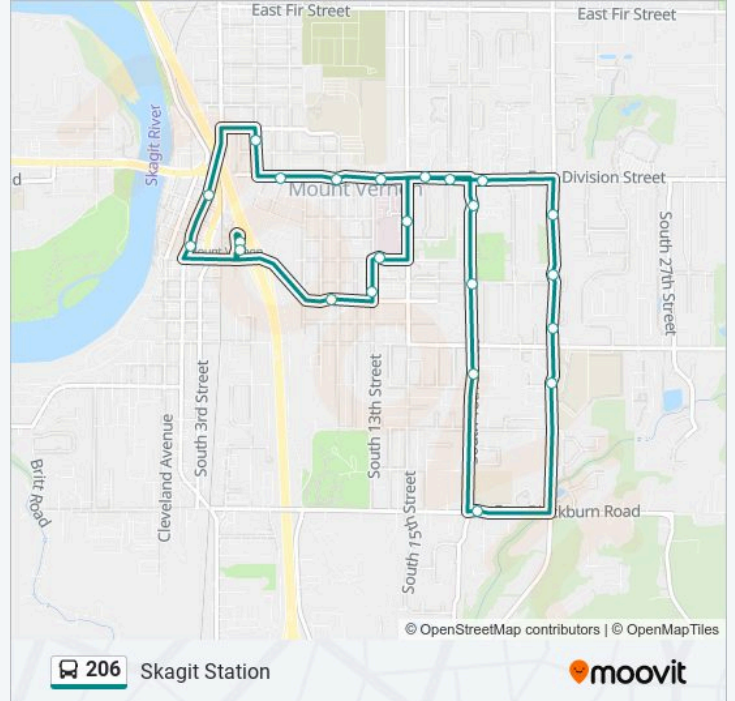 East Fir Street
East Fir Street
Skagit River
d
Division Street
Mount Vernon
South 27th Street
South 3rd Street
South 13th Street
Cleveland Avenue
Britt Road
South 15th Street
kburn Road
© OpenStreetMap contributors | © OpenMapTiles
206 Skagit Station
moovit